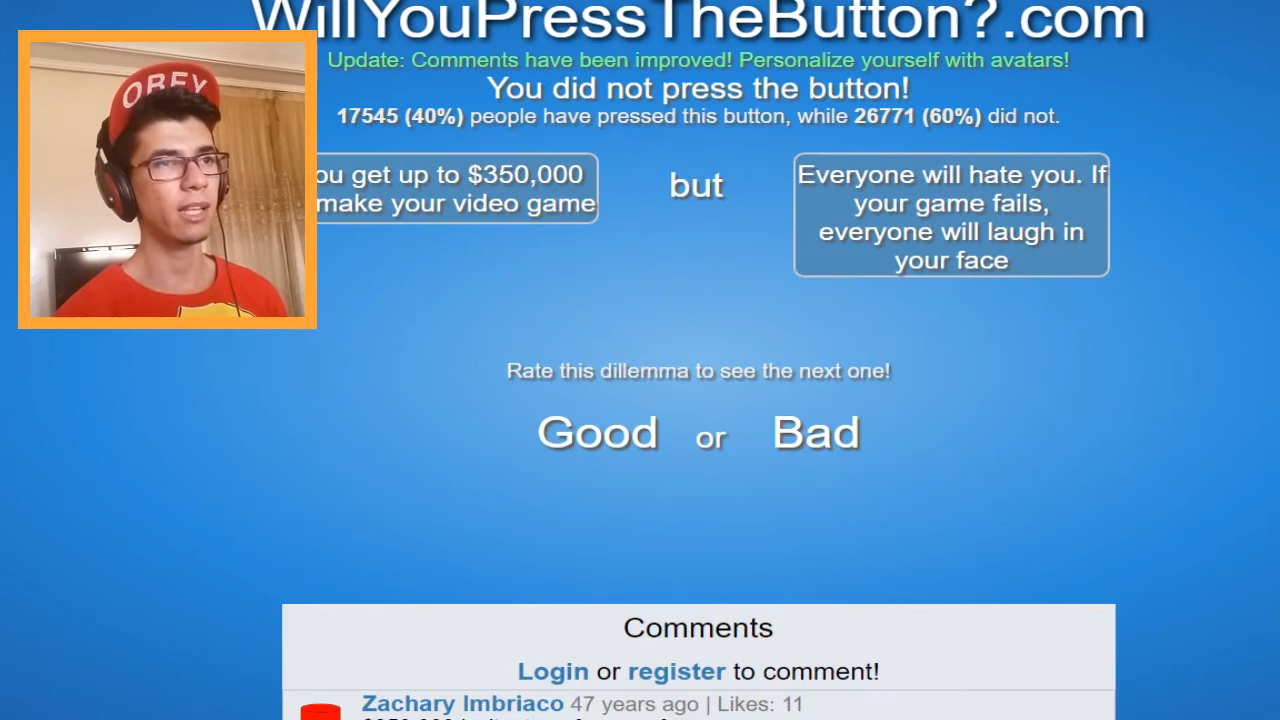 WillYouPressTheButton?.com
Update: Comments have been improved! Personalize yourself with avatars!
You did not press the button!
17545 (40%) people have pressed this button, while 26771 (60%) did not.
ou get up to $350,000
make your video game
but
Everyone will hate you. If
your game fails,
everyone will laugh in
your face
OBEY
Rate this dillemma to see the next one!
Good or Bad
Comments
Login or register to comment!
Zachary Imbriaco 47 years ago | Likes: 11